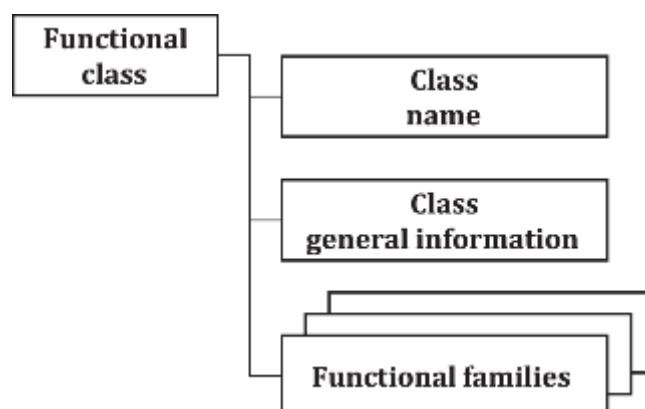 Functional
class
Class
name
Class
general information
Functional families